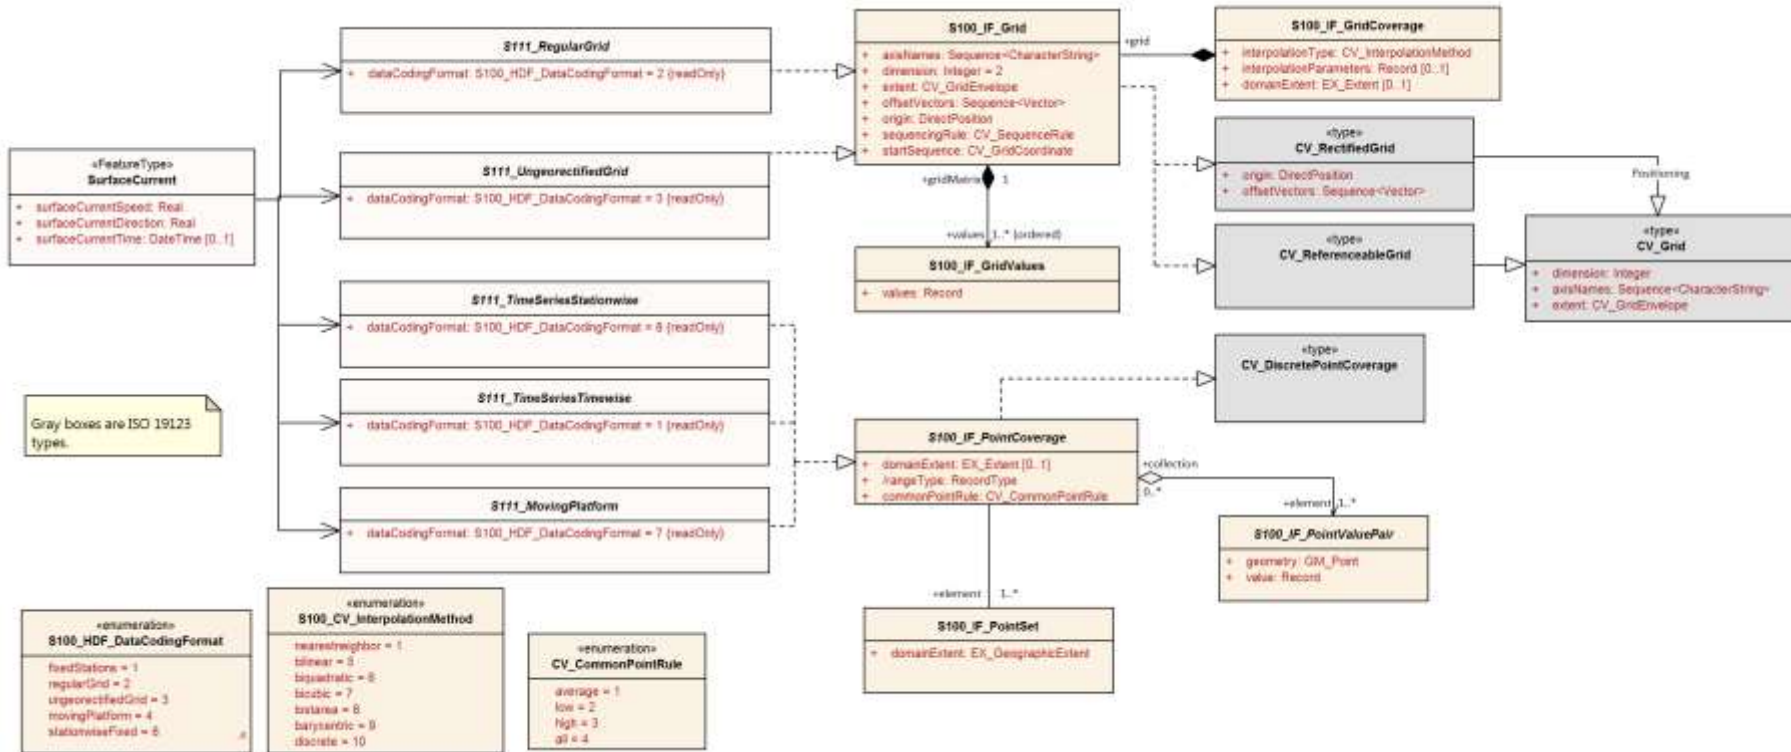 «FeatureType»
SurfaceCurrent
+ surfaceCurrentSpeed: Real
+ surfaceCurrentDirection: Real
+ surfaceCurrentTime: DateTime [0..1]
Gray boxes are ISO 19123
types.
S111_RegularGrid
+ dataCodingFormat: S100_HDF_DataCodingFormat = 2 {readOnly}
S111_UngeorectifiedGrid
+ dataCodingFormat: S100_HDF_DataCodingFormat = 3 {readOnly}
S111_TimeSeriesStationwise
+ dataCodingFormat: S100_HDF_DataCodingFormat = 8 {readOnly}
S111_TimeSeriesTimewise
+ dataCodingFormat: S100_HDF_DataCodingFormat = 1 {readOnly}
S111_MovingPlatform
+ dataCodingFormat: S100_HDF_DataCodingFormat = 7 {readOnly}
S100_IF_Grid
+ axisNames: Sequence<CharacterString>
+ dimension: Integer = 2
+ extent: CV_GridEnvelope
+ offsetVectors: Sequence<Vector>
+ origin: DirectPosition
+ sequencingRule: CV_SequenceRule
+ startSequence: CV_GridCoordinate
+grid
S100_IF_GridCoverage
+ interpolationType: CV_InterpolationMethod
+ interpolationParameters: Record [0..1]
+ domainExtent: EX_Extent [0..1]
+gridMatrix 1
+values 1..* {ordered}
S100_IF_GridValues
+ values: Record
«type»
CV_RectifiedGrid
+ origin: DirectPosition
+ offsetVectors: Sequence<Vector>
Positioning
«type»
CV_ReferenceableGrid
«type»
CV_Grid
+ dimension: Integer
+ axisNames: Sequence<CharacterString>
+ extent: CV_GridEnvelope
«type»
CV_DiscretePointCoverage
S100_IF_PointCoverage
+ domainExtent: EX_Extent [0..1]
+ /rangeType: RecordType
+ commonPointRule: CV_CommonPointRule
+collection
0..*
+element 1..*
S100_IF_PointValuePair
+ geometry: GM_Point
+ value: Record
+element 1..*
S100_IF_PointSet
+ domainExtent: EX_GeographicExtent
«enumeration»
S100_HDF_DataCodingFormat
fixedStations = 1
regularGrid = 2
ungeorectifiedGrid = 3
movingPlatform = 4
stationwiseFixed = 8
«enumeration»
S100_CV_InterpolationMethod
nearestneighbor = 1
bilinear = 5
biquadratic = 6
bicubic = 7
lostarea = 8
barycentric = 9
discrete = 10
«enumeration»
CV_CommonPointRule
average = 1
low = 2
high = 3
all = 4